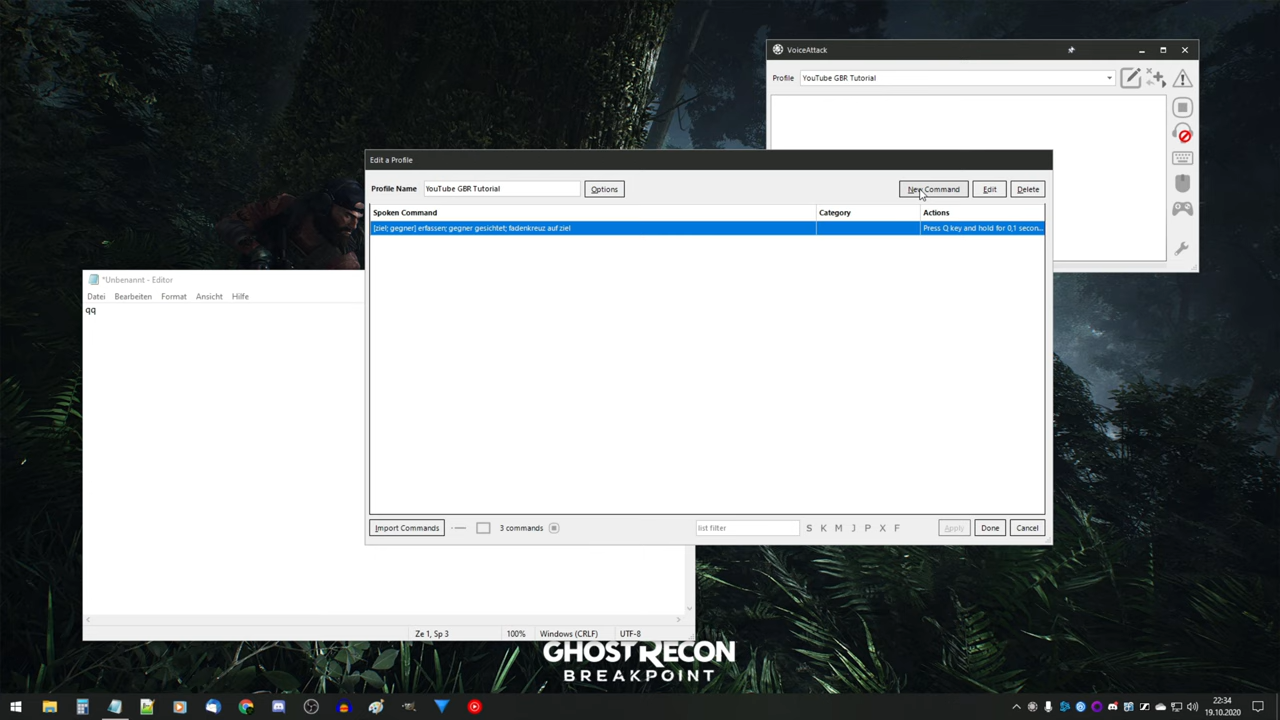 VoiceAttack
Profile YouTube GBR Tutorial
Edit a Profile
Profile Name YouTube GBR Tutorial Options New Command Edit Delete
Spoken Command Category Actions
[ziel; gegner] erfassen; gegner gesichtet; fadenkreuz auf ziel Press Q key and hold for 0,1 secon...
*Unbenannt - Editor
Datei Bearbeiten Format Ansicht Hilfe
qq
Import Commands 3 commands list filter S K M J P X F Apply Done Cancel
Ze 1, Sp 3 100% Windows (CRLF) UTF-8
GHOST RECON
BREAKPOINT
22:34
19.10.2020